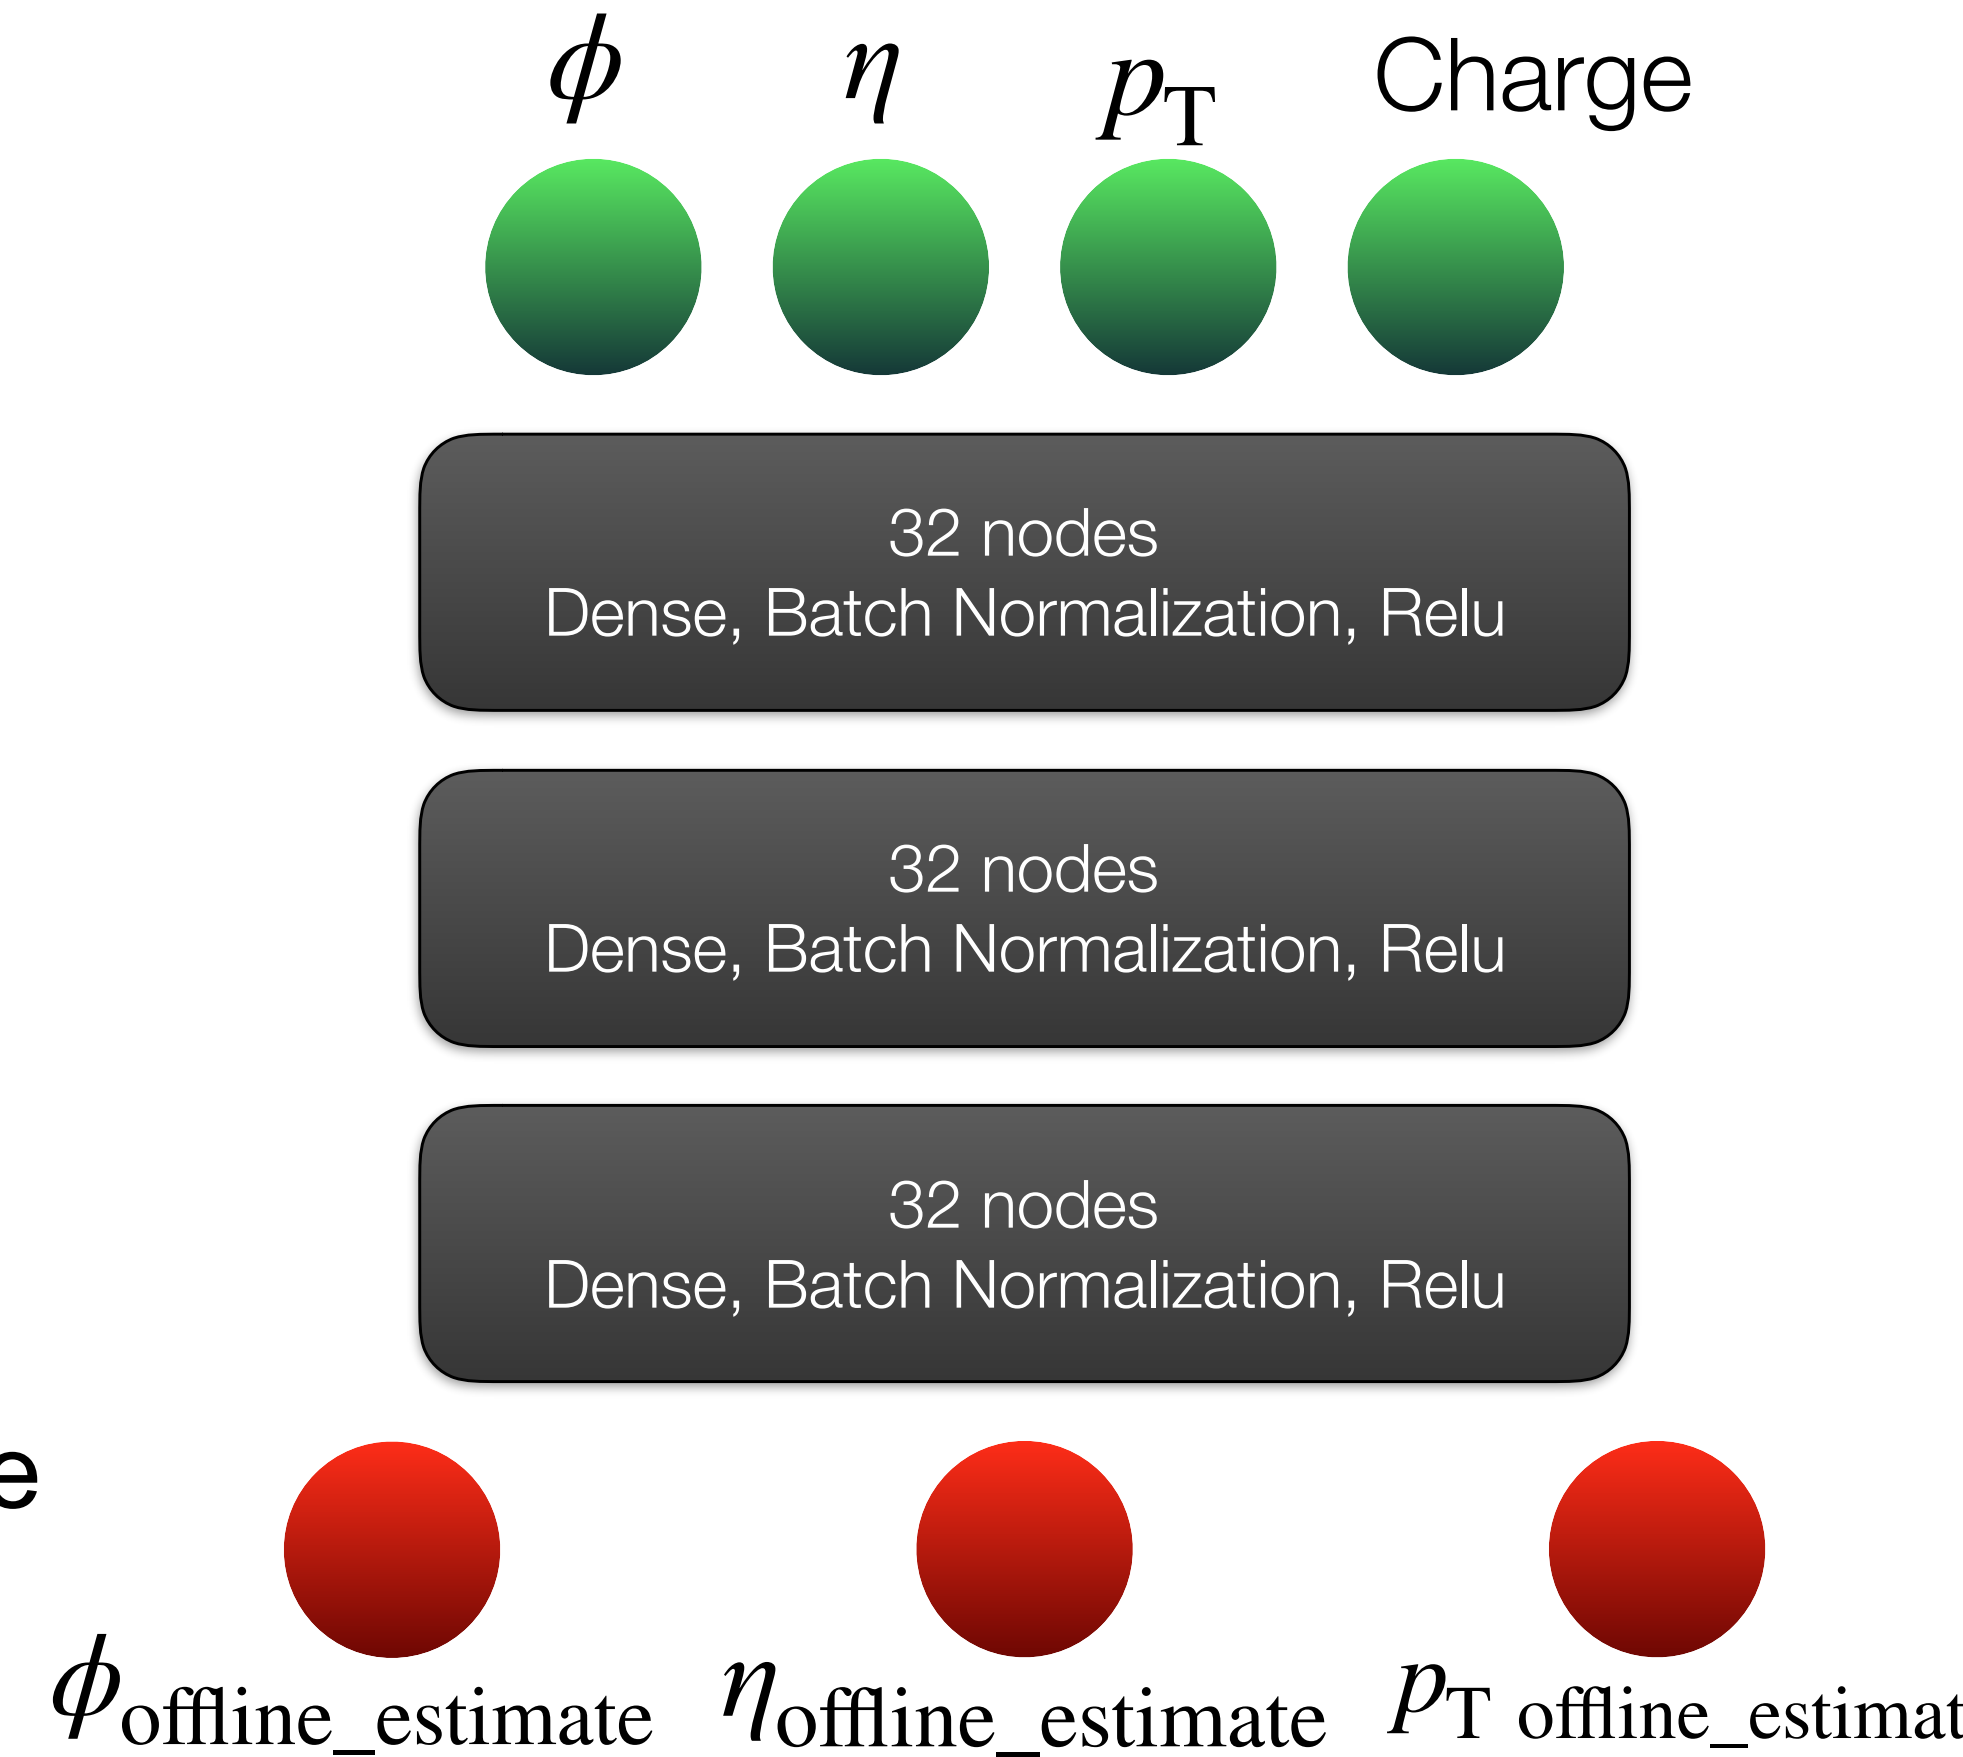 ϕ η pT Charge
32 nodes
Dense, Batch Normalization, Relu
32 nodes
Dense, Batch Normalization, Relu
32 nodes
Dense, Batch Normalization, Relu
e
ϕoffline_estimate ηoffline_estimate pT offline_estimat